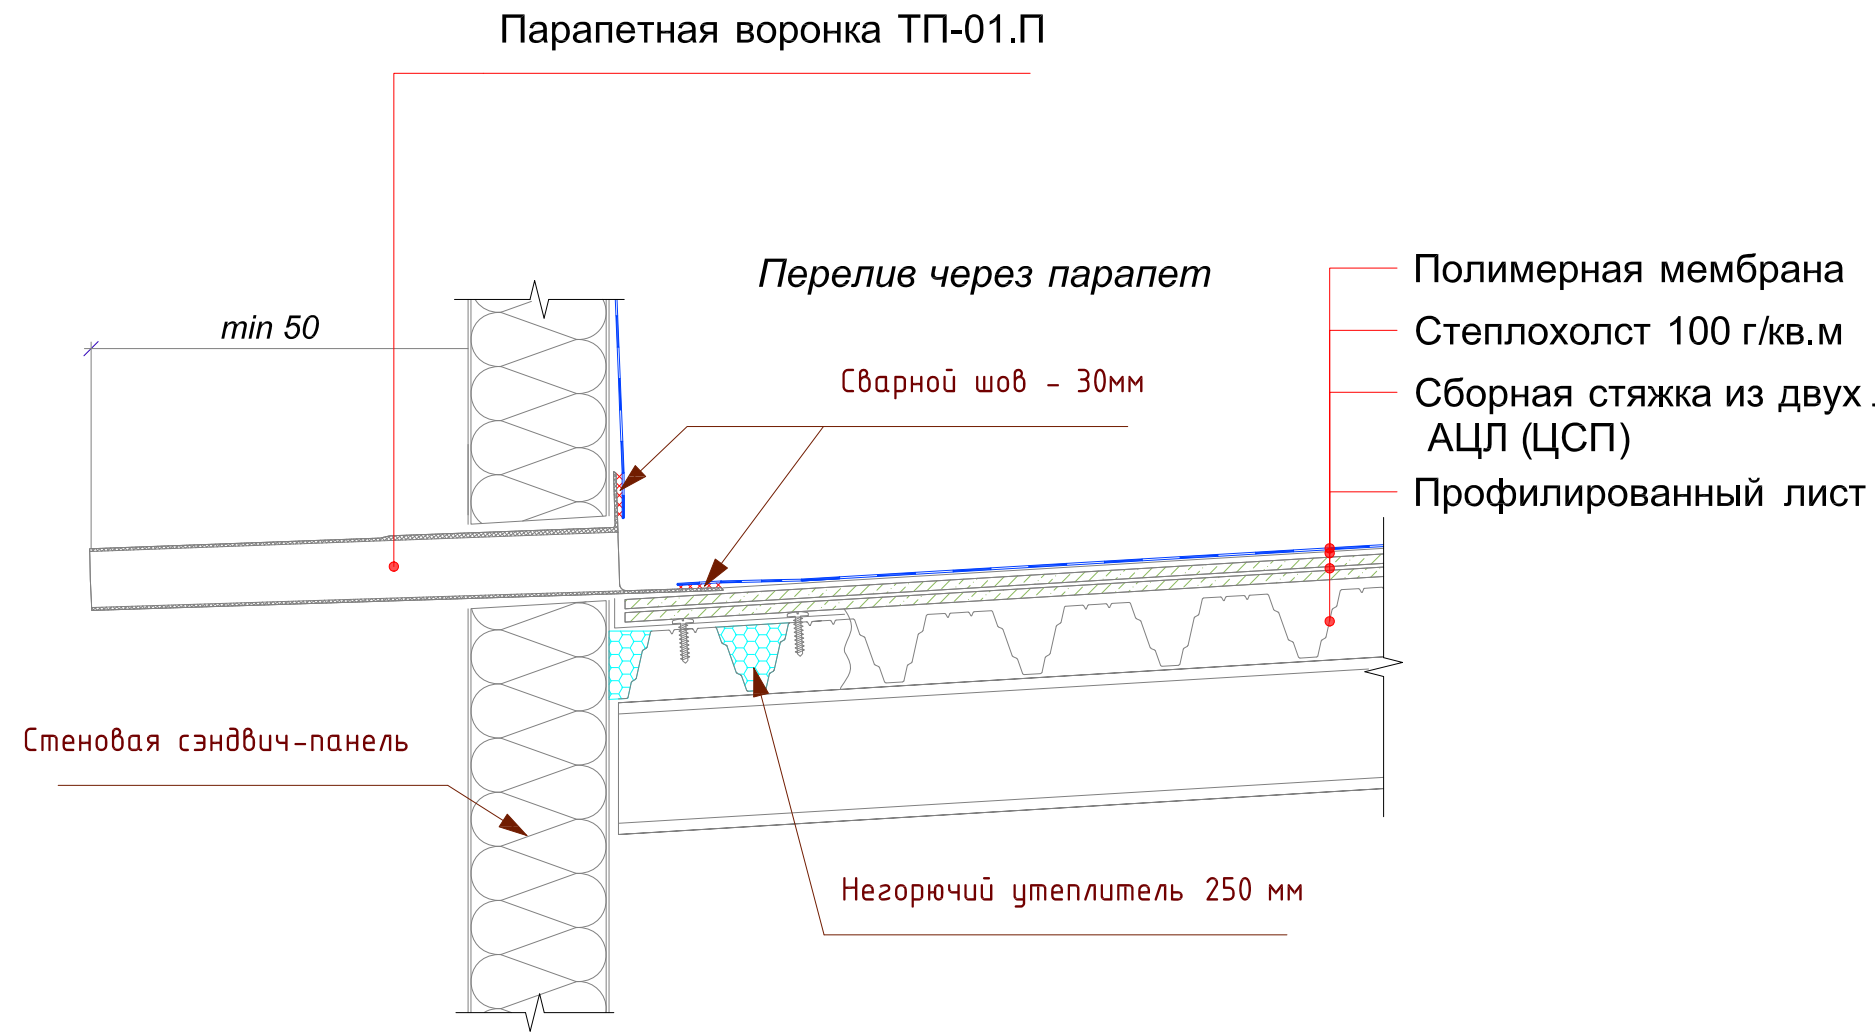 Парапетная воронка ТП-01.П
Перелив через парапет
min 50
Сварной шов - 30мм
Полимерная мембрана
Степлохолст 100 г/кв.м
Сборная стяжка из двух
АЦЛ (ЦСП)
Профилированный лист
Стеновая сэндвич-панель
Негорючий утеплитель 250 мм